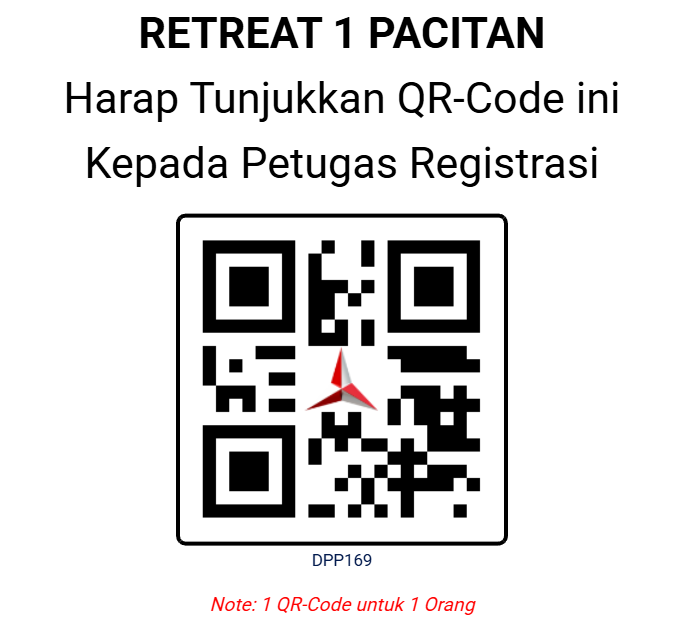 RETREAT 1 PACITAN
Harap Tunjukkan QR-Code ini
Kepada Petugas Registrasi
DPP169
Note: 1 QR-Code untuk 1 Orang